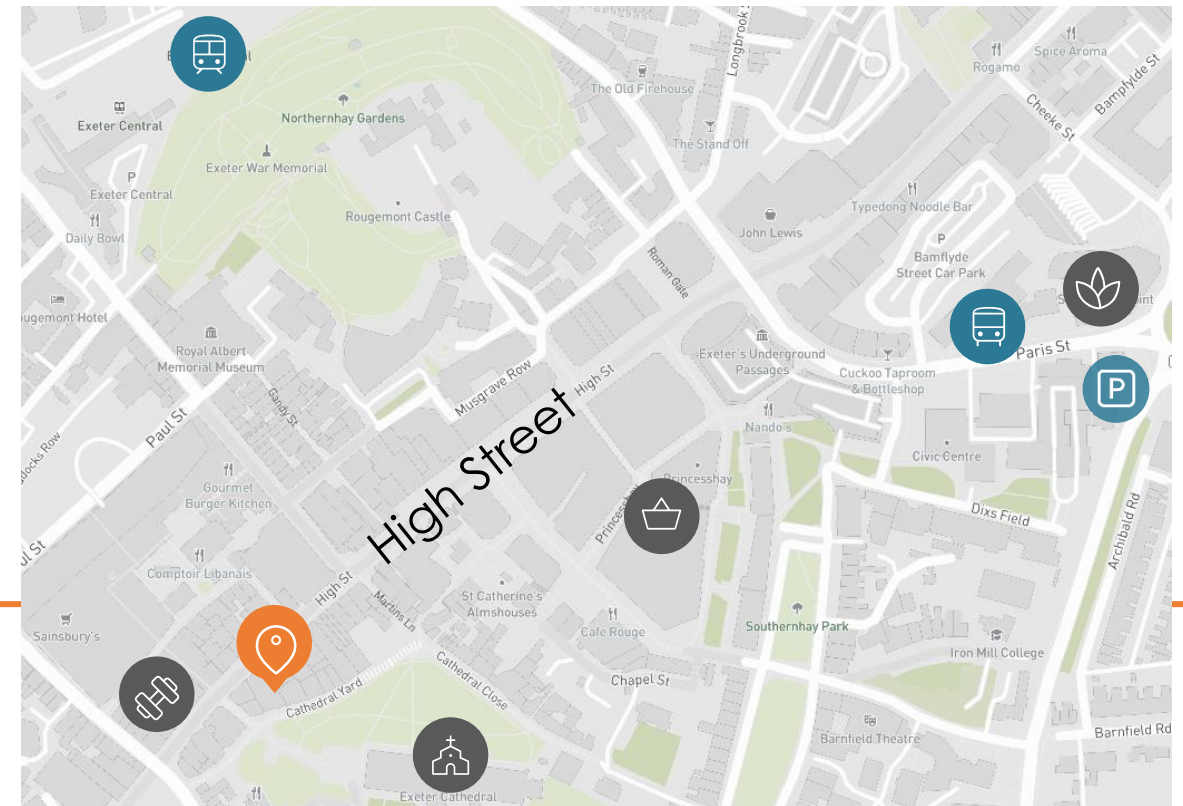 Longbrook
Rogamo
Spice Aroma
Bampfylde St
Cheeke St
The Old Firehouse
Exeter Central
Northernhay Gardens
The Stand Off
Exeter War Memorial
P
Exeter Central
Rougemont Castle
Typedong Noodle Bar
Daily Bowl
John Lewis
P
Bamflyde
Street Car Park
Roman Gate
Royal Albert
Memorial Museum
Exeter's Underground
Passages
Paris St
Cuckoo Taproom
& Bottleshop
P
Musgrave Row
High St
Gandy St
Paul St
High Street
Nando's
Civic Centre
Gourmet
Burger Kitchen
Princesshay
Dixs Field
Archibald Rd
Comptoir Libanais
High St
Martins Ln
St Catherine's
Almshouses
Cafe Rouge
Southernhay Park
Sainsbury's
Iron Mill College
Cathedral Close
Chapel St
Cathedral Yard
Barnfield Theatre
Barnfield Rd
Exeter Cathedral